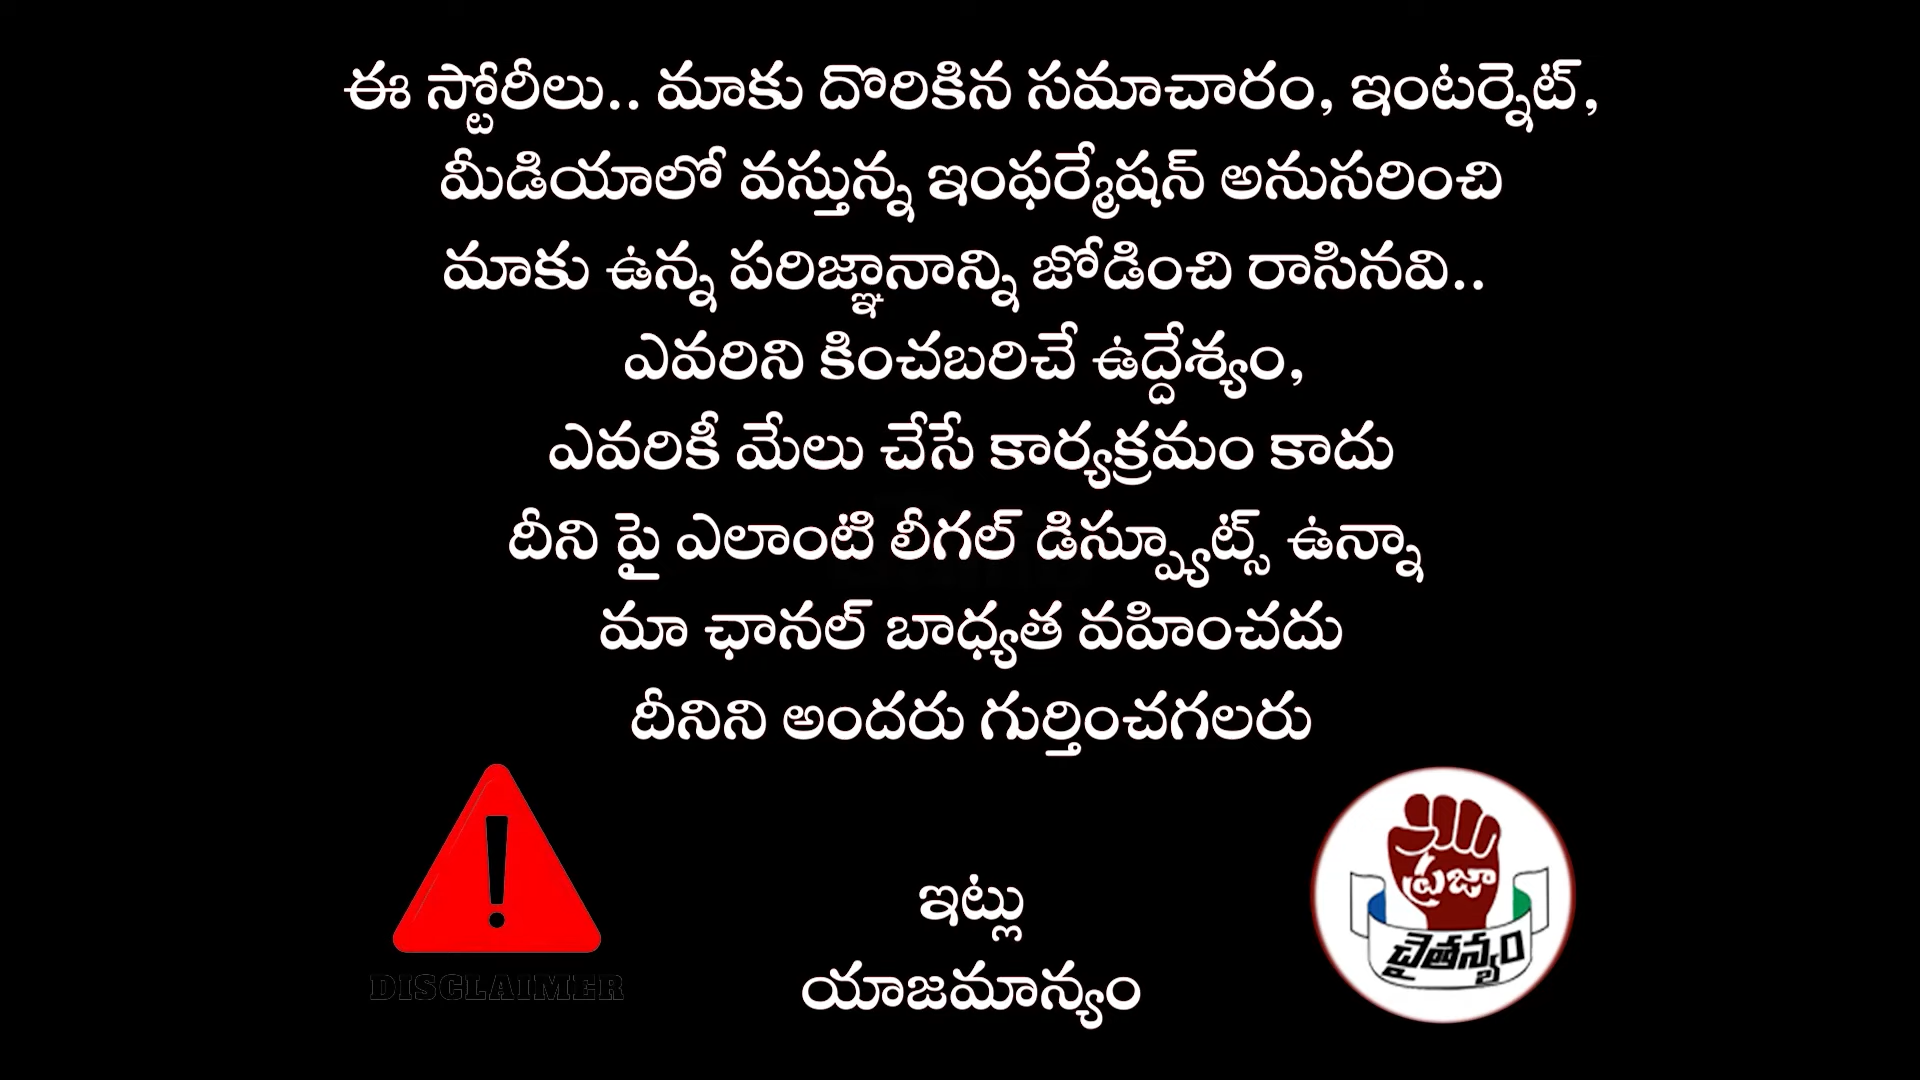 ఈ స్టోరీలు.. మాకు దొరికిన సమాచారం, ఇంటర్నెట్,
మీడియాలో వస్తున్న ఇంఫర్మేషన్ అనుసరించి
మాకు ఉన్న పరిజ్ఞానాన్ని జోడించి రాసినవి..
ఎవరిని కించబరిచే ఉద్దేశ్యం,
ఎవరికీ మేలు చేసే కార్యక్రమం కాదు
దీని పై ఎలాంటి లీగల్ డిస్ప్యూట్స్ ఉన్నా
మా ఛానల్ బాధ్యత వహించదు
దీనిని అందరు గుర్తించగలరు
ఇట్లు
యాజమాన్యం
DISCLAIMER
ప్రజా
చైతన్యం